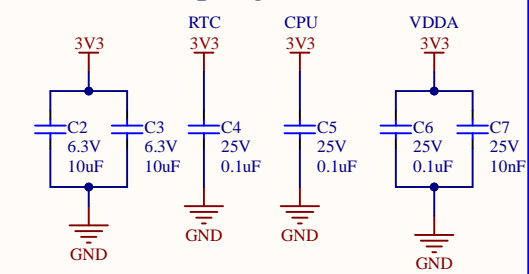 RTC CPU VDDA
3V3 3V3 3V3 3V3
C2 C3 C4 C5 C6 C7
6.3V 6.3V 25V 25V 25V 25V
10uF 10uF 0.1uF 0.1uF 0.1uF 10nF
GND GND GND GND